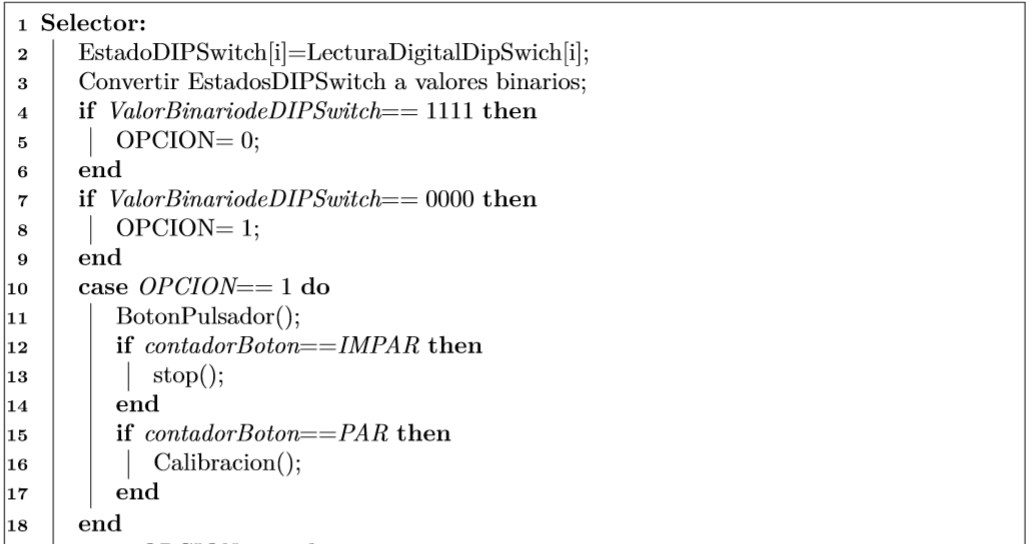 1 Selector:
2 EstadoDIPSwitch[i]=LecturaDigitalDipSwich[i];
3 Convertir EstadosDIPSwitch a valores binarios;
4 if ValorBinariodeDIPSwitch== 1111 then
5 OPCION= 0;
6 end
7 if ValorBinariodeDIPSwitch== 0000 then
8 OPCION= 1;
9 end
10 case OPCION== 1 do
11 BotonPulsador();
12 if contadorBoton==IMPAR then
13 stop();
14 end
15 if contadorBoton==PAR then
16 Calibracion();
17 end
18 end